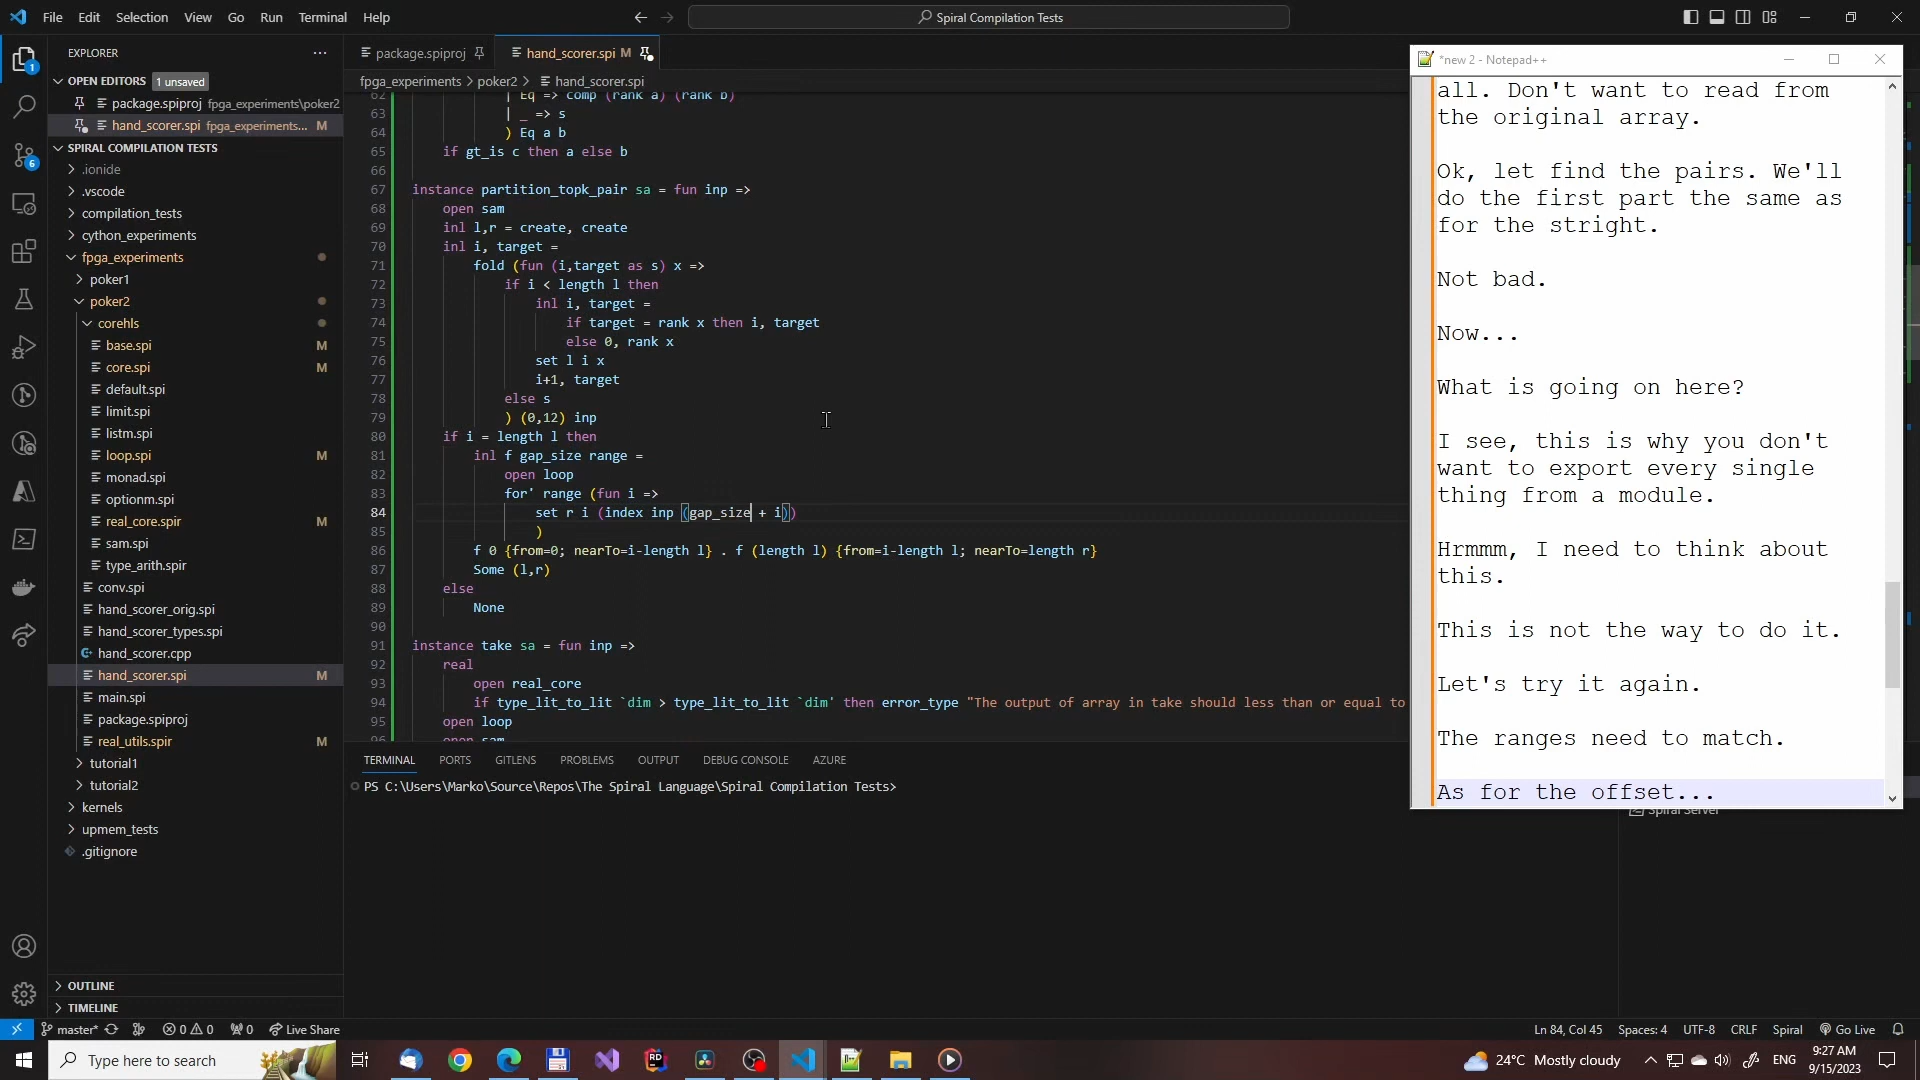 File Edit Selection View Go Run Terminal Help
Spiral Compilation Tests
EXPLORER
OPEN EDITORS 1 unsaved
package.spiproj fpga_experiments\poker2
hand_scorer.spi fpga_experiments... M
SPIRAL COMPILATION TESTS
.ionide
.vscode
compilation_tests
cython_experiments
fpga_experiments
poker1
poker2
corehls
base.spi M
core.spi M
default.spi
limit.spi
listm.spi
loop.spi M
monad.spi
optionm.spi
real_core.spir M
sam.spi
type_arith.spir
conv.spi
hand_scorer_orig.spi
hand_scorer_types.spi
hand_scorer.cpp
hand_scorer.spi M
main.spi
package.spiproj
real_utils.spir M
tutorial1
tutorial2
kernels
upmem_tests
.gitignore
OUTLINE
TIMELINE
package.spiproj
hand_scorer.spi M
fpga_experiments > poker2 > hand_scorer.spi
62 | Eq => comp (rank a) (rank b)
63 | _ => s
64 ) Eq a b
65 if gt_is c then a else b
66
67 instance partition_topk_pair sa = fun inp =>
68 open sam
69 inl l,r = create, create
70 inl i, target =
71 fold (fun (i,target as s) x =>
72 if i < length l then
73 inl i, target =
74 if target = rank x then i, target
75 else 0, rank x
76 set l i x
77 i+1, target
78 else s
79 ) (0,12) inp
80 if i = length l then
81 inl f gap_size range =
82 open loop
83 for' range (fun i =>
84 set r i (index inp (gap_size + i))
85 )
86 f 0 {from=0; nearTo=i-length l} . f (length l) {from=i-length l; nearTo=length r}
87 Some (l,r)
88 else
89 None
90
91 instance take sa = fun inp =>
92 real
93 open real_core
94 if type_lit_to_lit `dim > type_lit_to_lit `dim' then error_type "The output of array in take should less than or equal to
95 open loop
96 open sam
TERMINAL PORTS GITLENS PROBLEMS OUTPUT DEBUG CONSOLE AZURE
PS C:\Users\Marko\Source\Repos\The Spiral Language\Spiral Compilation Tests>
Spiral Server
*new 2 - Notepad++
all. Don't want to read from
the original array.
Ok, let find the pairs. We'll
do the first part the same as
for the stright.
Not bad.
Now...
What is going on here?
I see, this is why you don't
want to export every single
thing from a module.
Hrmmm, I need to think about
this.
This is not the way to do it.
Let's try it again.
The ranges need to match.
As for the offset...
1
6
master* 0 0 0 Live Share
Ln 84, Col 45 Spaces: 4 UTF-8 CRLF Spiral Go Live
Type here to search
24°C Mostly cloudy
ENG
9:27 AM
9/15/2023